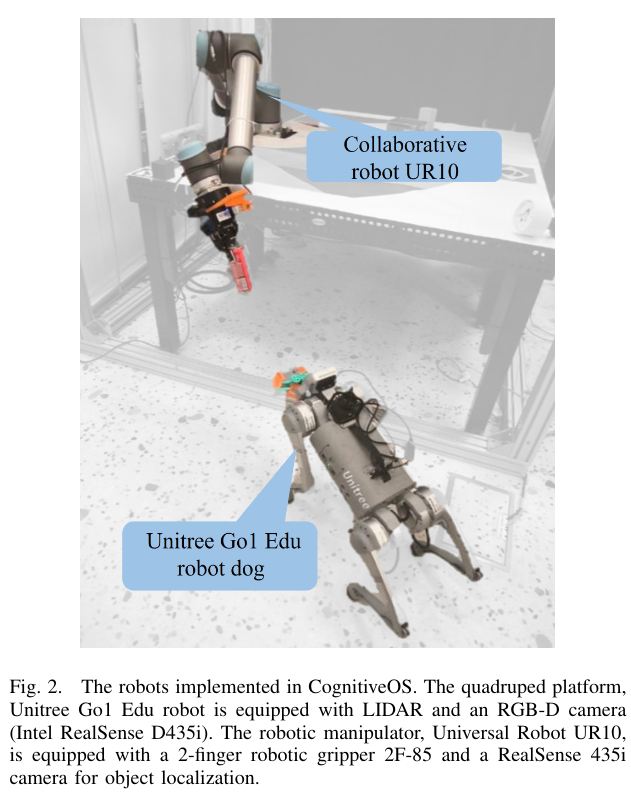 Collaborative
robot UR10
Unitree
Unitree Go1 Edu
robot dog
Fig. 2. The robots implemented in CognitiveOS. The quadruped platform,
Unitree Go1 Edu robot is equipped with LIDAR and an RGB-D camera
(Intel RealSense D435i). The robotic manipulator, Universal Robot UR10,
is equipped with a 2-finger robotic gripper 2F-85 and a RealSense 435i
camera for object localization.